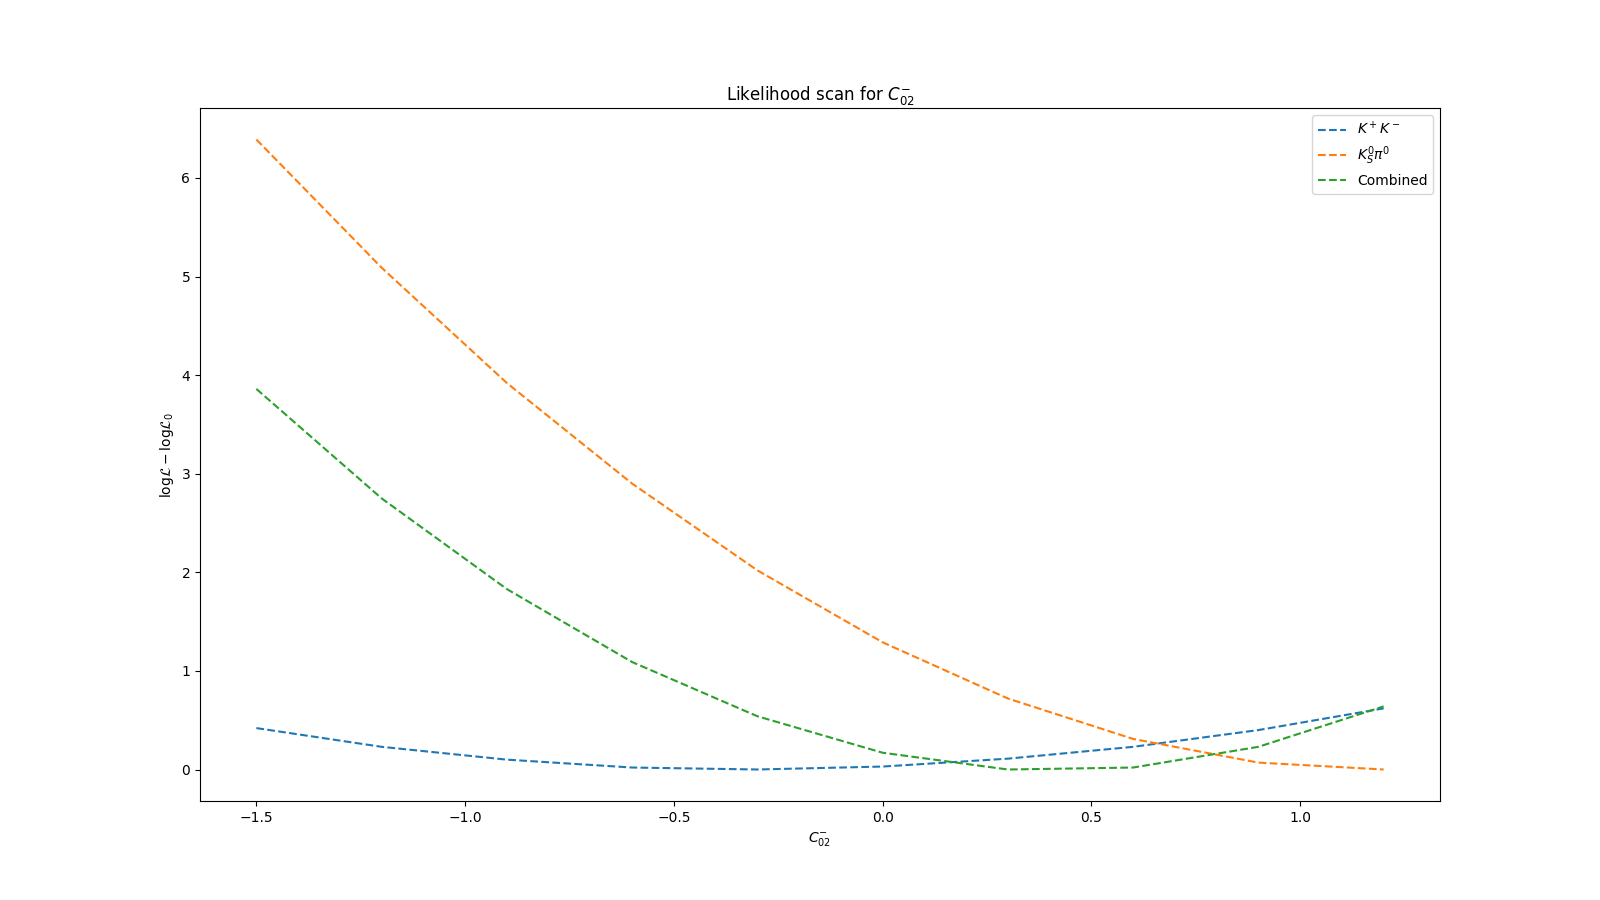 Likelihood scan for $C_{02}^{-}$
$K^+K^-$
$K_S^0\pi^0$
Combined
6
5
4
3
2
1
0
$\log\mathcal{L} - \log\mathcal{L}_0$
−1.5 −1.0 −0.5 0.0 0.5 1.0
$C_{02}^{-}$